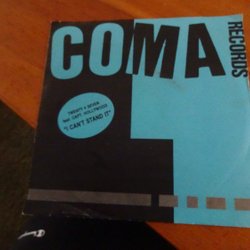 COMA
RECORDS
TWENTY 4 SEVEN
feat. CAPT. HOLLYWOOD
"I CAN'T STAND IT"